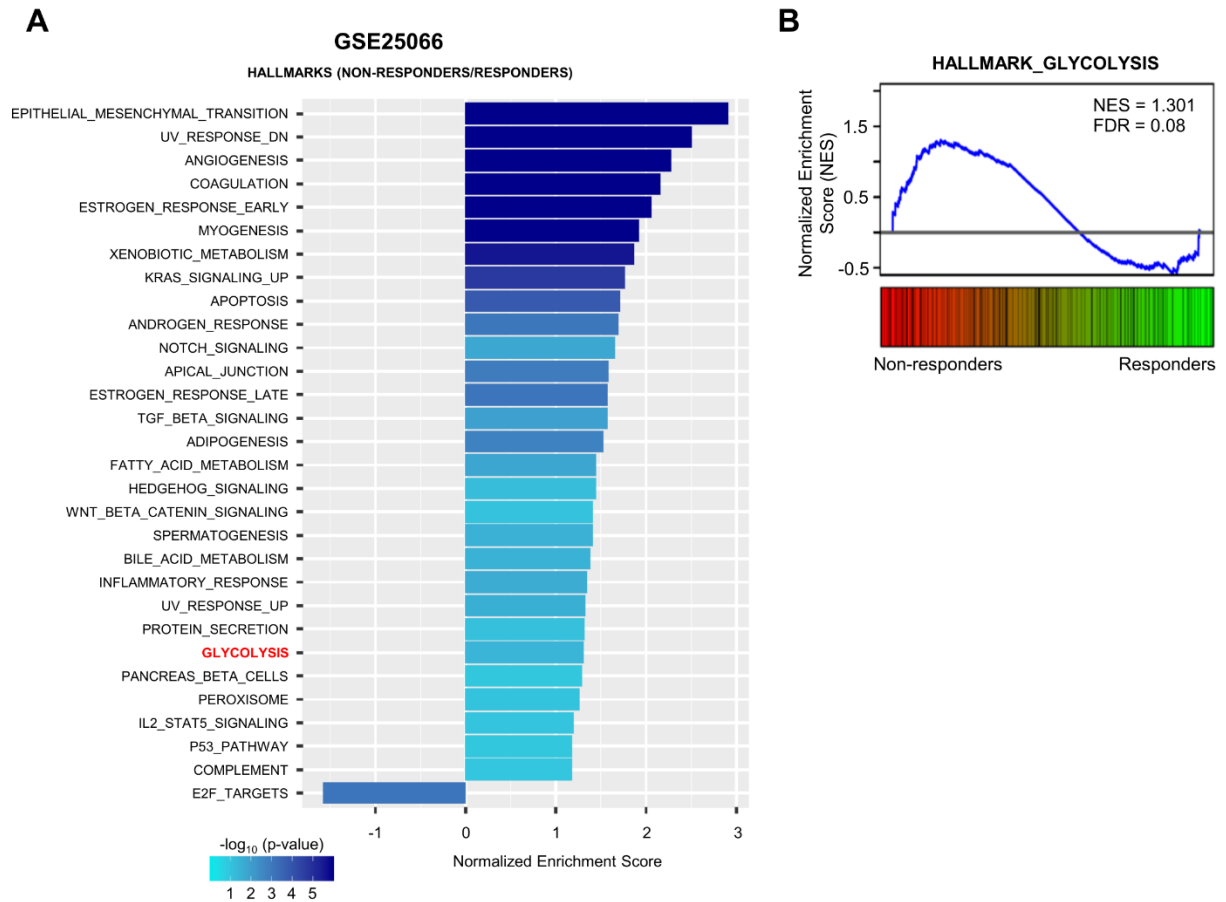 A
GSE25066
HALLMARKS (NON-RESPONDERS/RESPONDERS)
EPITHELIAL_MESENCHYMAL_TRANSITION
UV_RESPONSE_DN
ANGIOGENESIS
COAGULATION
ESTROGEN_RESPONSE_EARLY
MYOGENESIS
XENOBIOTIC_METABOLISM
KRAS_SIGNALING_UP
APOPTOSIS
ANDROGEN_RESPONSE
NOTCH_SIGNALING
APICAL_JUNCTION
ESTROGEN_RESPONSE_LATE
TGF_BETA_SIGNALING
ADIPOGENESIS
FATTY_ACID_METABOLISM
HEDGEHOG_SIGNALING
WNT_BETA_CATENIN_SIGNALING
SPERMATOGENESIS
BILE_ACID_METABOLISM
INFLAMMATORY_RESPONSE
UV_RESPONSE_UP
PROTEIN_SECRETION
GLYCOLYSIS
PANCREAS_BETA_CELLS
PEROXISOME
IL2_STAT5_SIGNALING
P53_PATHWAY
COMPLEMENT
E2F_TARGETS
-1 0 1 2 3
Normalized Enrichment Score
-log₁₀ (p-value)
1 2 3 4 5
B
HALLMARK_GLYCOLYSIS
NES = 1.301
FDR = 0.08
Normalized Enrichment
Score (NES)
1.5
0.5
-0.5
Non-responders Responders